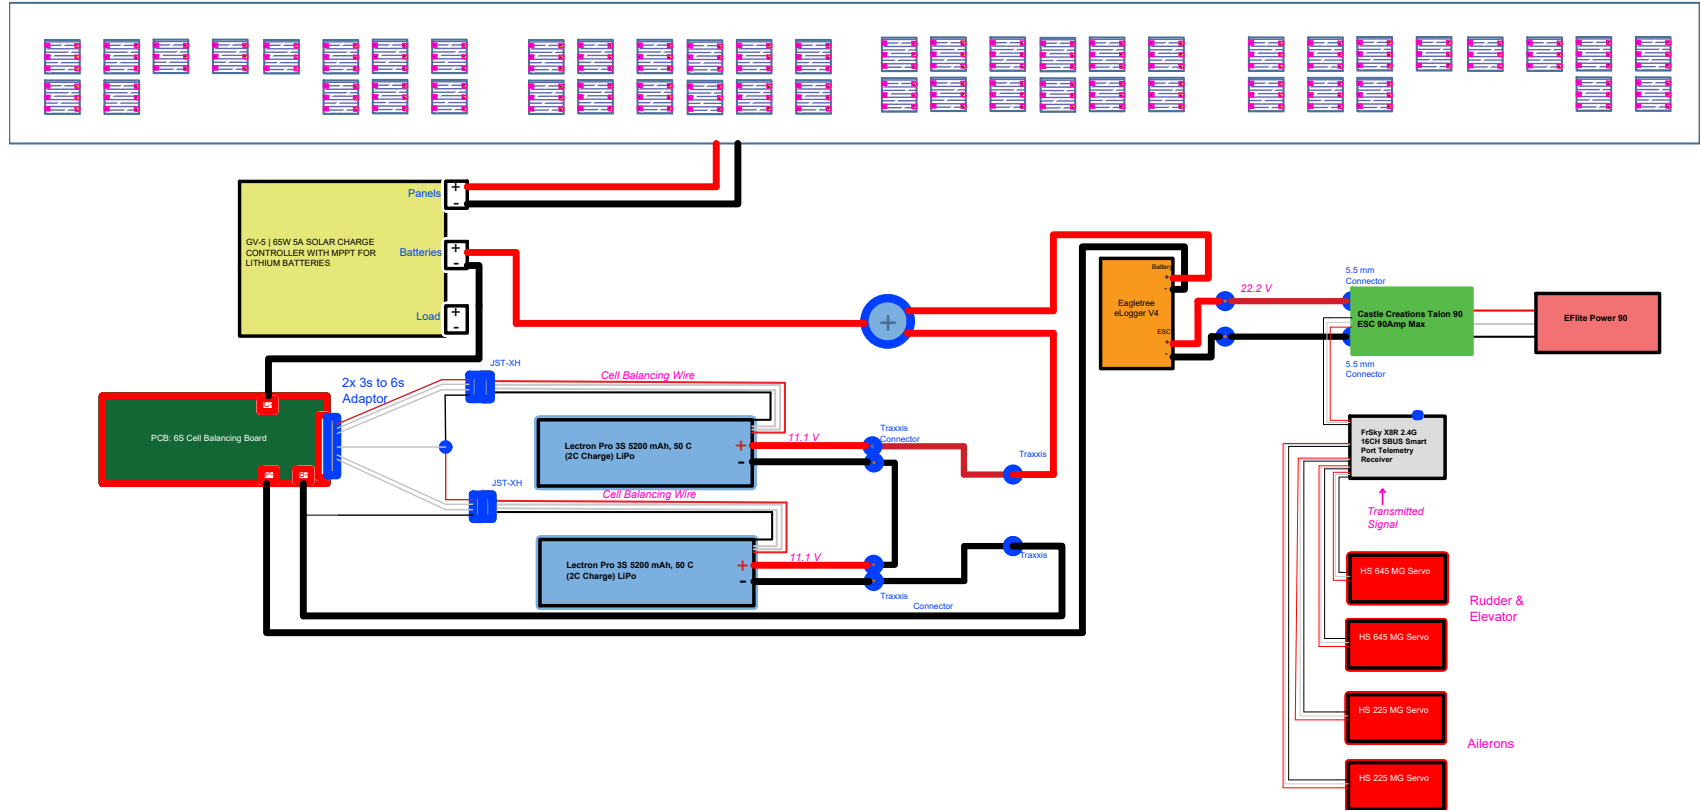 Panels
+
-
GV-5 | 65W 5A SOLAR CHARGE
CONTROLLER WITH MPPT FOR
LITHIUM BATTERIES
Batteries
+
-
Load
+
-
+
Battery
+
-
Eagletree
eLogger V4
ESC
+
-
22.2 V
5.5 mm
Connector
Castle Creations Talon 90
ESC 90Amp Max
5.5 mm
Connector
EFlite Power 90
JST-XH
2x 3s to 6s
Adaptor
Cell Balancing Wire
PCB: 6S Cell Balancing Board
Lectron Pro 3S 5200 mAh, 50 C
(2C Charge) LiPo
+
-
11.1 V
Traxxis
Connector
Traxxis
JST-XH
Cell Balancing Wire
Lectron Pro 3S 5200 mAh, 50 C
(2C Charge) LiPo
+
-
11.1 V
Traxxis
Connector
Traxxis
FrSky X8R 2.4G
16CH SBUS Smart
Port Telemetry
Receiver
Transmitted
Signal
HS 645 MG Servo
Rudder &
Elevator
HS 645 MG Servo
HS 225 MG Servo
Ailerons
HS 225 MG Servo